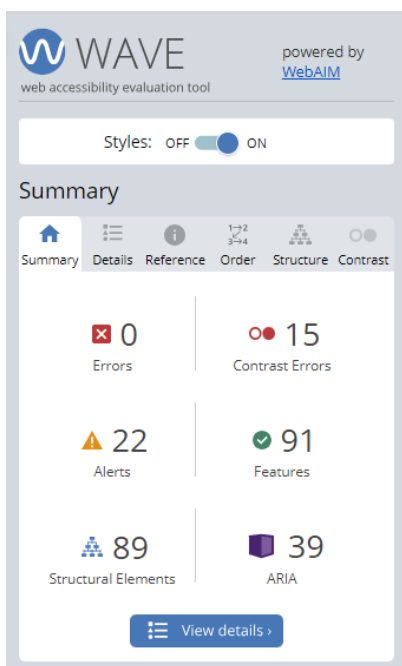 WAVE
web accessibility evaluation tool
powered by
WebAIM
Styles: OFF ON
Summary
Summary Details Reference Order Structure Contrast
0
Errors
15
Contrast Errors
22
Alerts
91
Features
89
Structural Elements
39
ARIA
View details ›